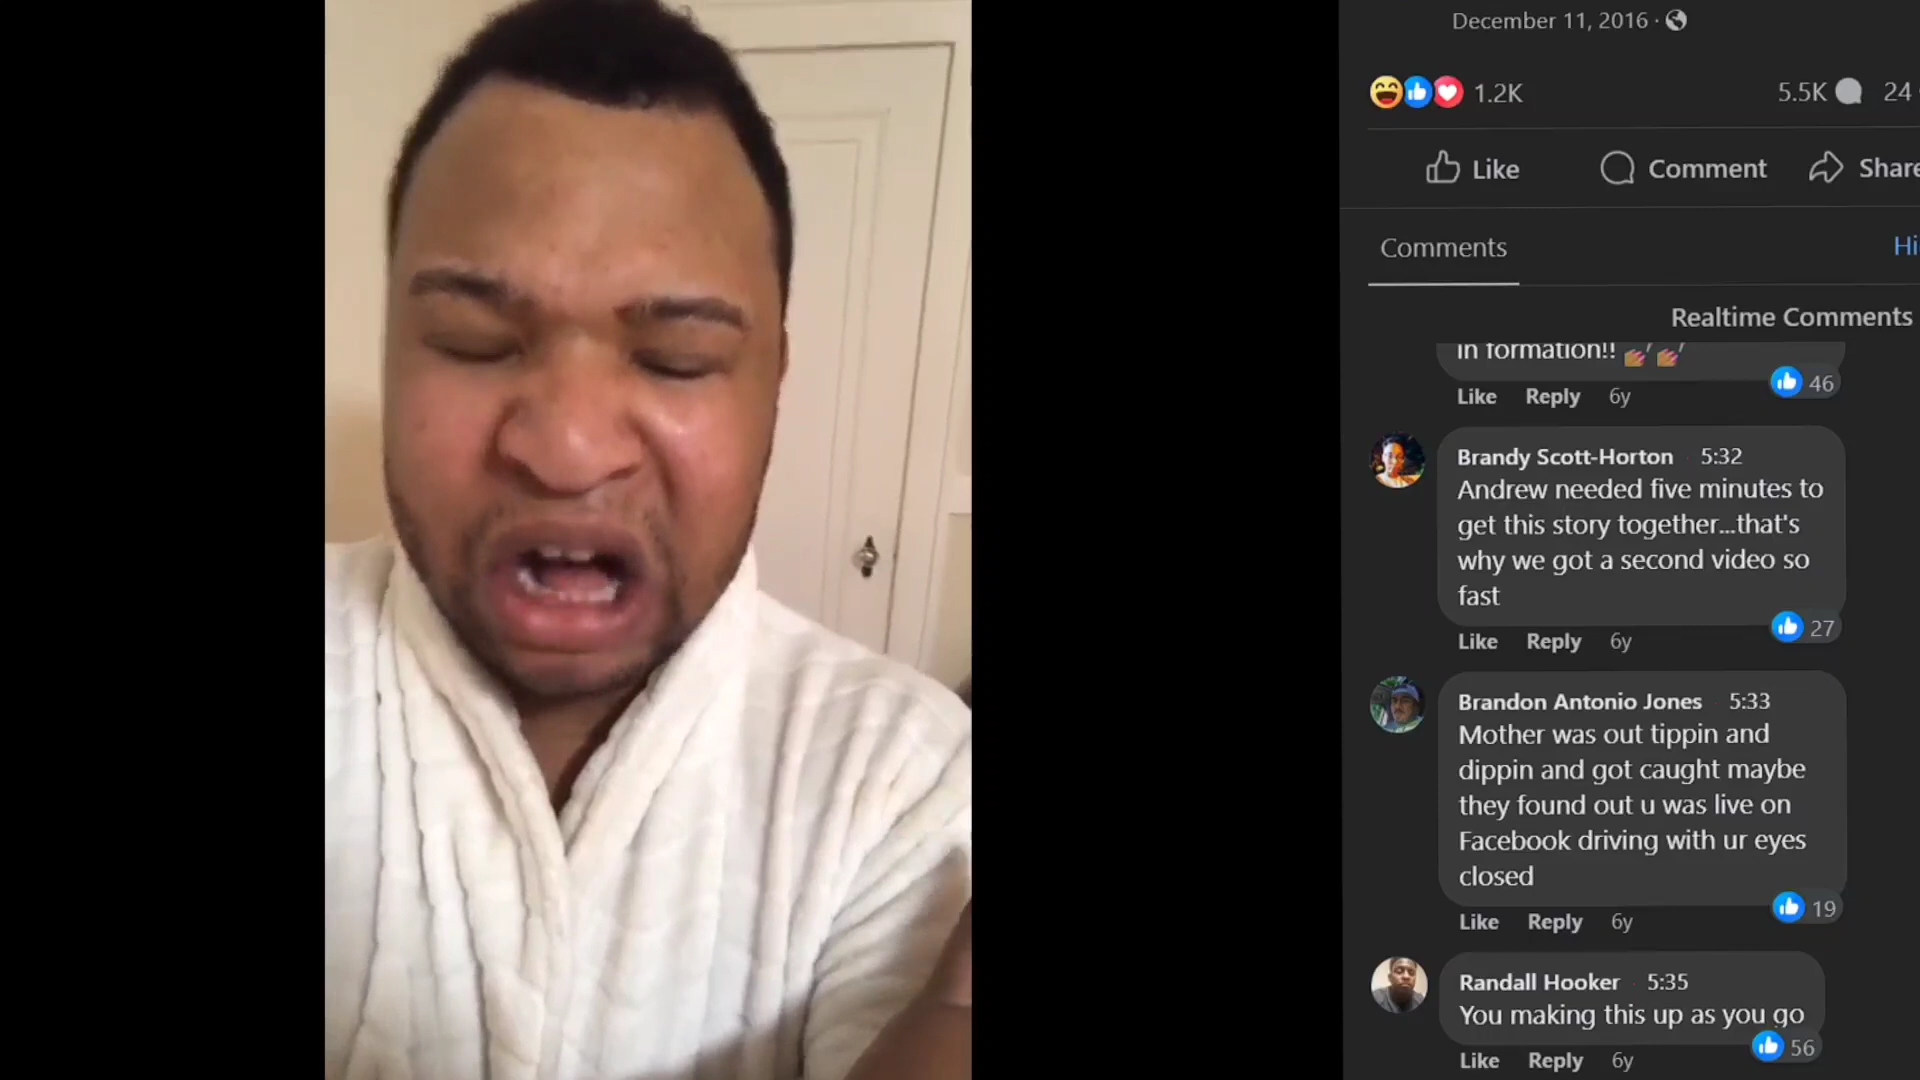 December 11, 2016
1.2K
5.5K
24
Like
Comment
Share
Comments
Hi
Realtime Comments
in formation!!
46
Like Reply 6y
Brandy Scott-Horton 5:32
Andrew needed five minutes to
get this story together...that's
why we got a second video so
fast
27
Like Reply 6y
Brandon Antonio Jones 5:33
Mother was out tippin and
dippin and got caught maybe
they found out u was live on
Facebook driving with ur eyes
closed
19
Like Reply 6y
Randall Hooker 5:35
You making this up as you go
56
Like Reply 6y